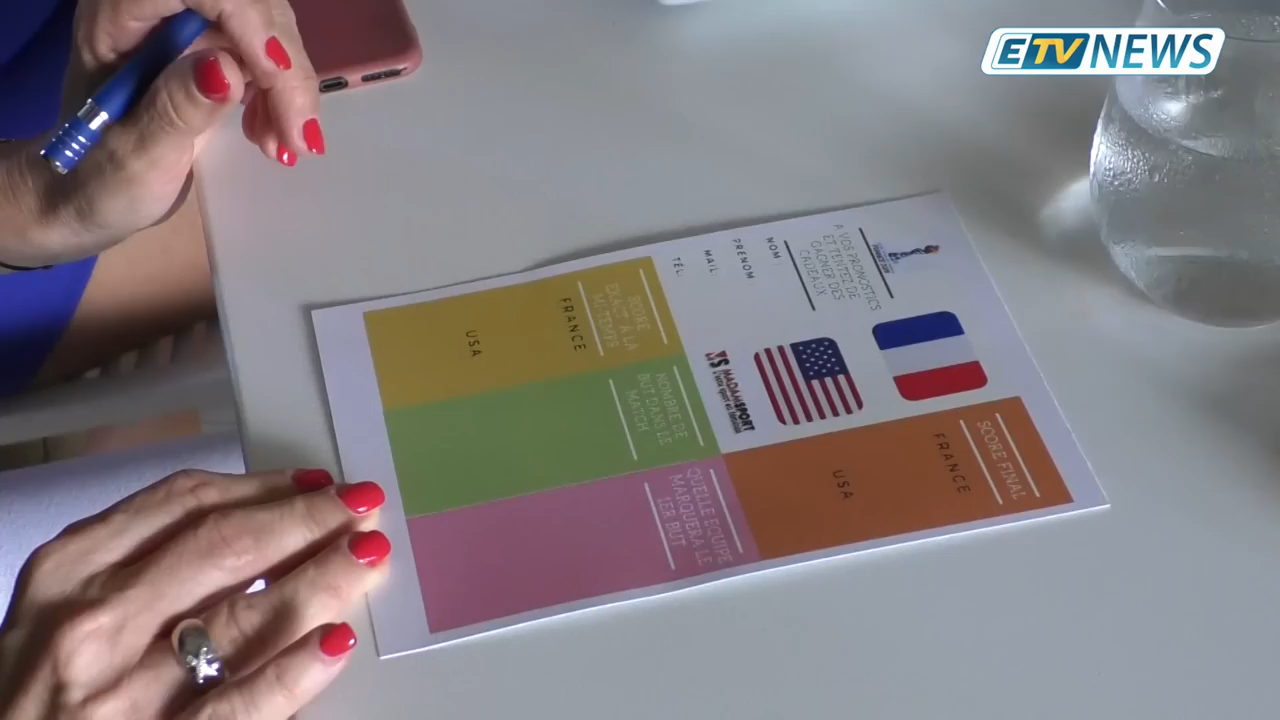 ETV NEWS
A VOS PRONOSTICS
ET TENTEZ DE
GAGNER DES
CADEAUX
NOM :
PRENOM :
MAIL :
TEL :
MADAMSPORT
SCORE FINAL
FRANCE
USA
SCORE
EXACT A LA
MI-TEMPS
FRANCE
USA
NOMBRE DE
BUT DANS LE
MATCH
QUELLE EQUIPE
MARQUERA LE
1ER BUT